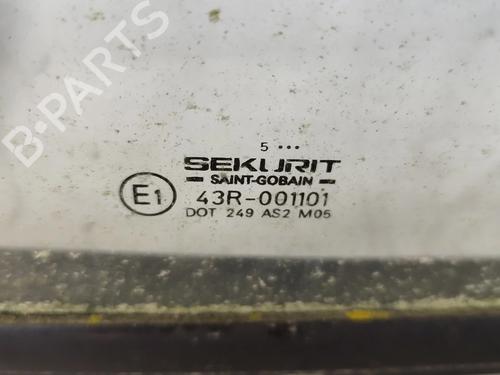 B-PARTS
5 •••
SEKURIT
SAINT-GOBAIN
E1 43R-001101
DOT 249 AS2 M05